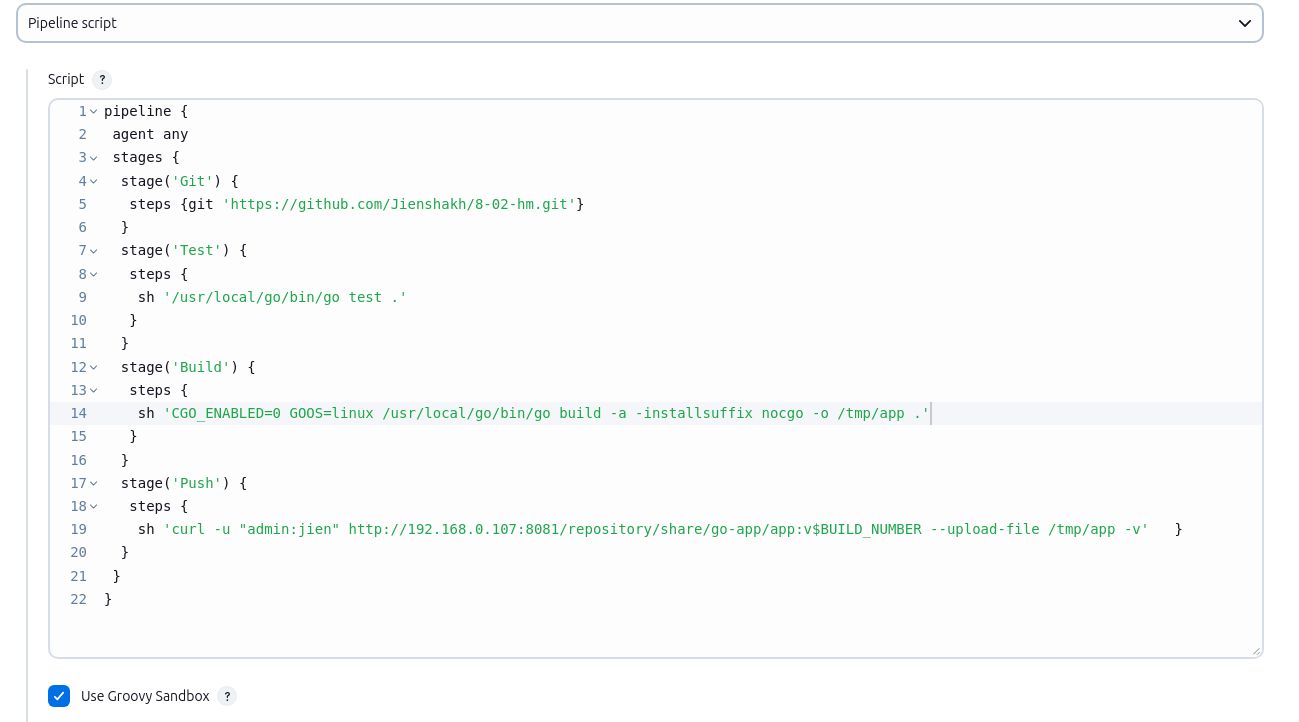 Pipeline script
Script ?
1 pipeline {
2  agent any
3  stages {
4   stage('Git') {
5    steps {git 'https://github.com/Jienshakh/8-02-hm.git'}
6   }
7   stage('Test') {
8    steps {
9     sh '/usr/local/go/bin/go test .'
10    }
11   }
12   stage('Build') {
13    steps {
14     sh 'CGO_ENABLED=0 GOOS=linux /usr/local/go/bin/go build -a -installsuffix nocgo -o /tmp/app .'
15    }
16   }
17   stage('Push') {
18    steps {
19     sh 'curl -u "admin:jien" http://192.168.0.107:8081/repository/share/go-app/app:v$BUILD_NUMBER --upload-file /tmp/app -v'   }
20   }
21  }
22 }
Use Groovy Sandbox ?